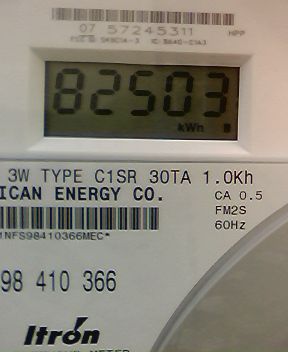 07 57245311 HPP
82503
kWh
3W TYPE C1SR 30TA 1.0Kh
ICAN ENERGY CO. CA 0.5
FM2S
60Hz
98 410 366
Itron